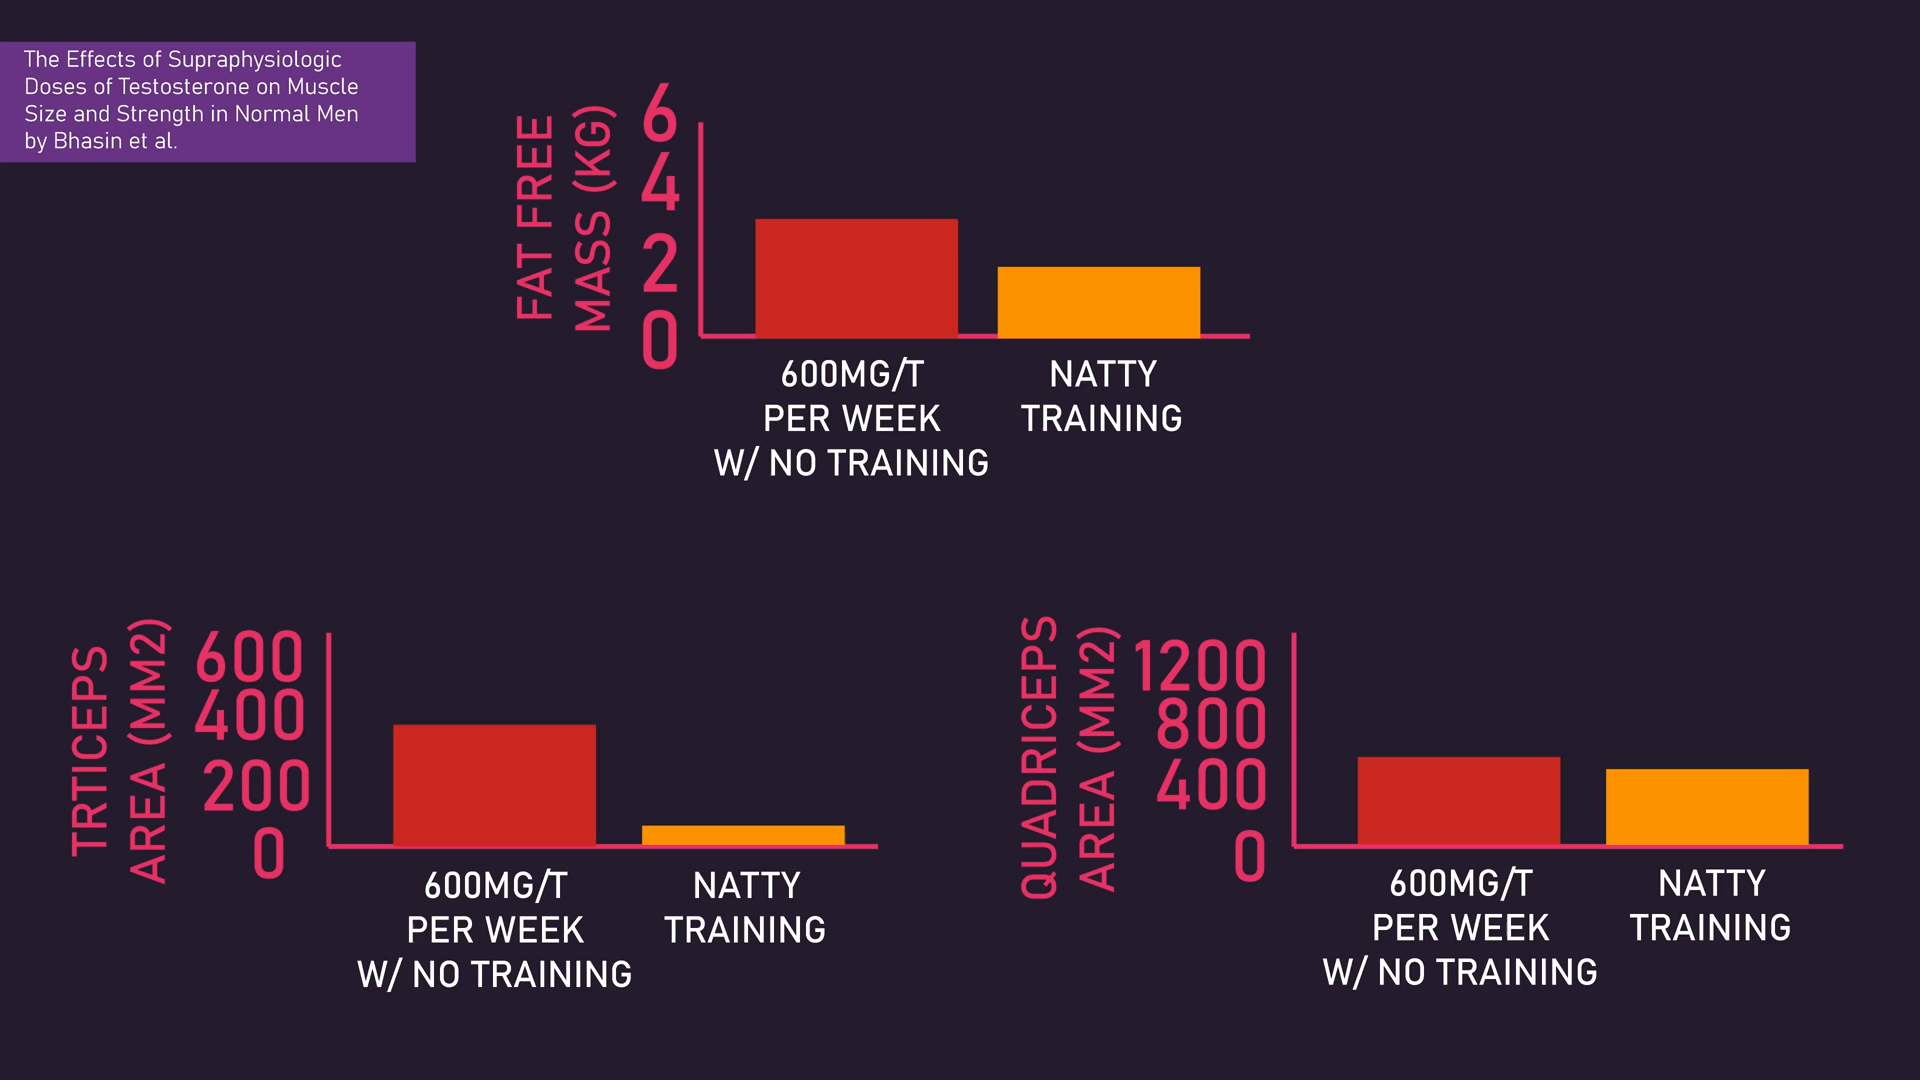 The Effects of Supraphysiologic
Doses of Testosterone on Muscle
Size and Strength in Normal Men
by Bhasin et al.
FAT FREE
MASS (KG)
6
4
2
0
600MG/T
PER WEEK
W/ NO TRAINING
NATTY
TRAINING
TRTICEPS
AREA (MM2)
600
400
200
0
600MG/T
PER WEEK
W/ NO TRAINING
NATTY
TRAINING
QUADRICEPS
AREA (MM2)
1200
800
400
0
600MG/T
PER WEEK
W/ NO TRAINING
NATTY
TRAINING